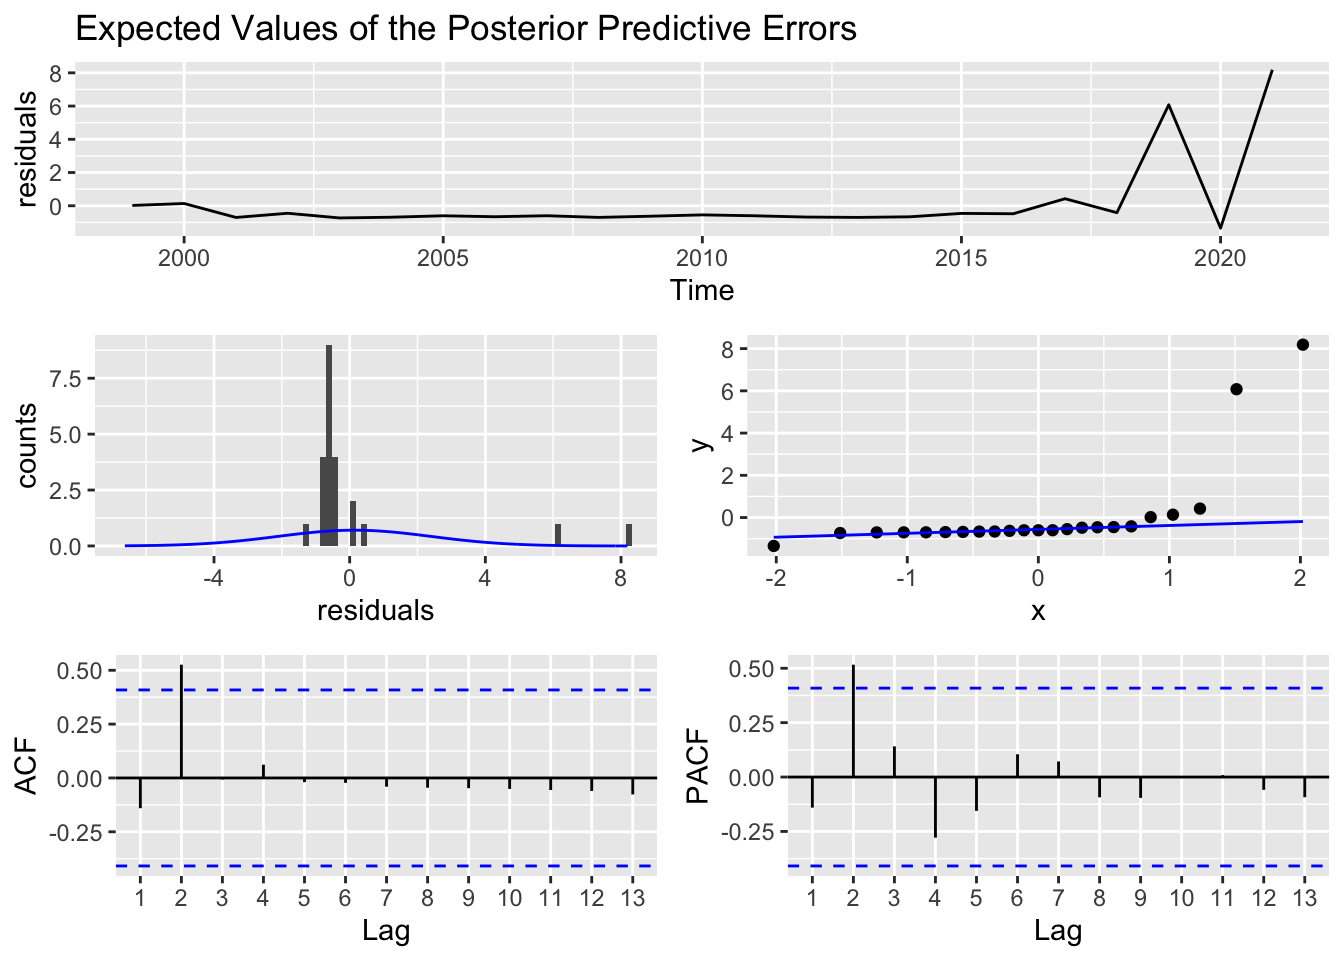 Expected Values of the Posterior Predictive Errors
residuals
8
6
4
2
0
2000 2005 2010 2015 2020
Time
counts
7.5
5.0
2.5
0.0
-4 0 4 8
residuals
y
8
6
4
2
0
-2 -1 0 1 2
x
ACF
0.50
0.25
0.00
-0.25
1 2 3 4 5 6 7 8 9 10 11 12 13
Lag
PACF
0.50
0.25
0.00
-0.25
1 2 3 4 5 6 7 8 9 10 11 12 13
Lag